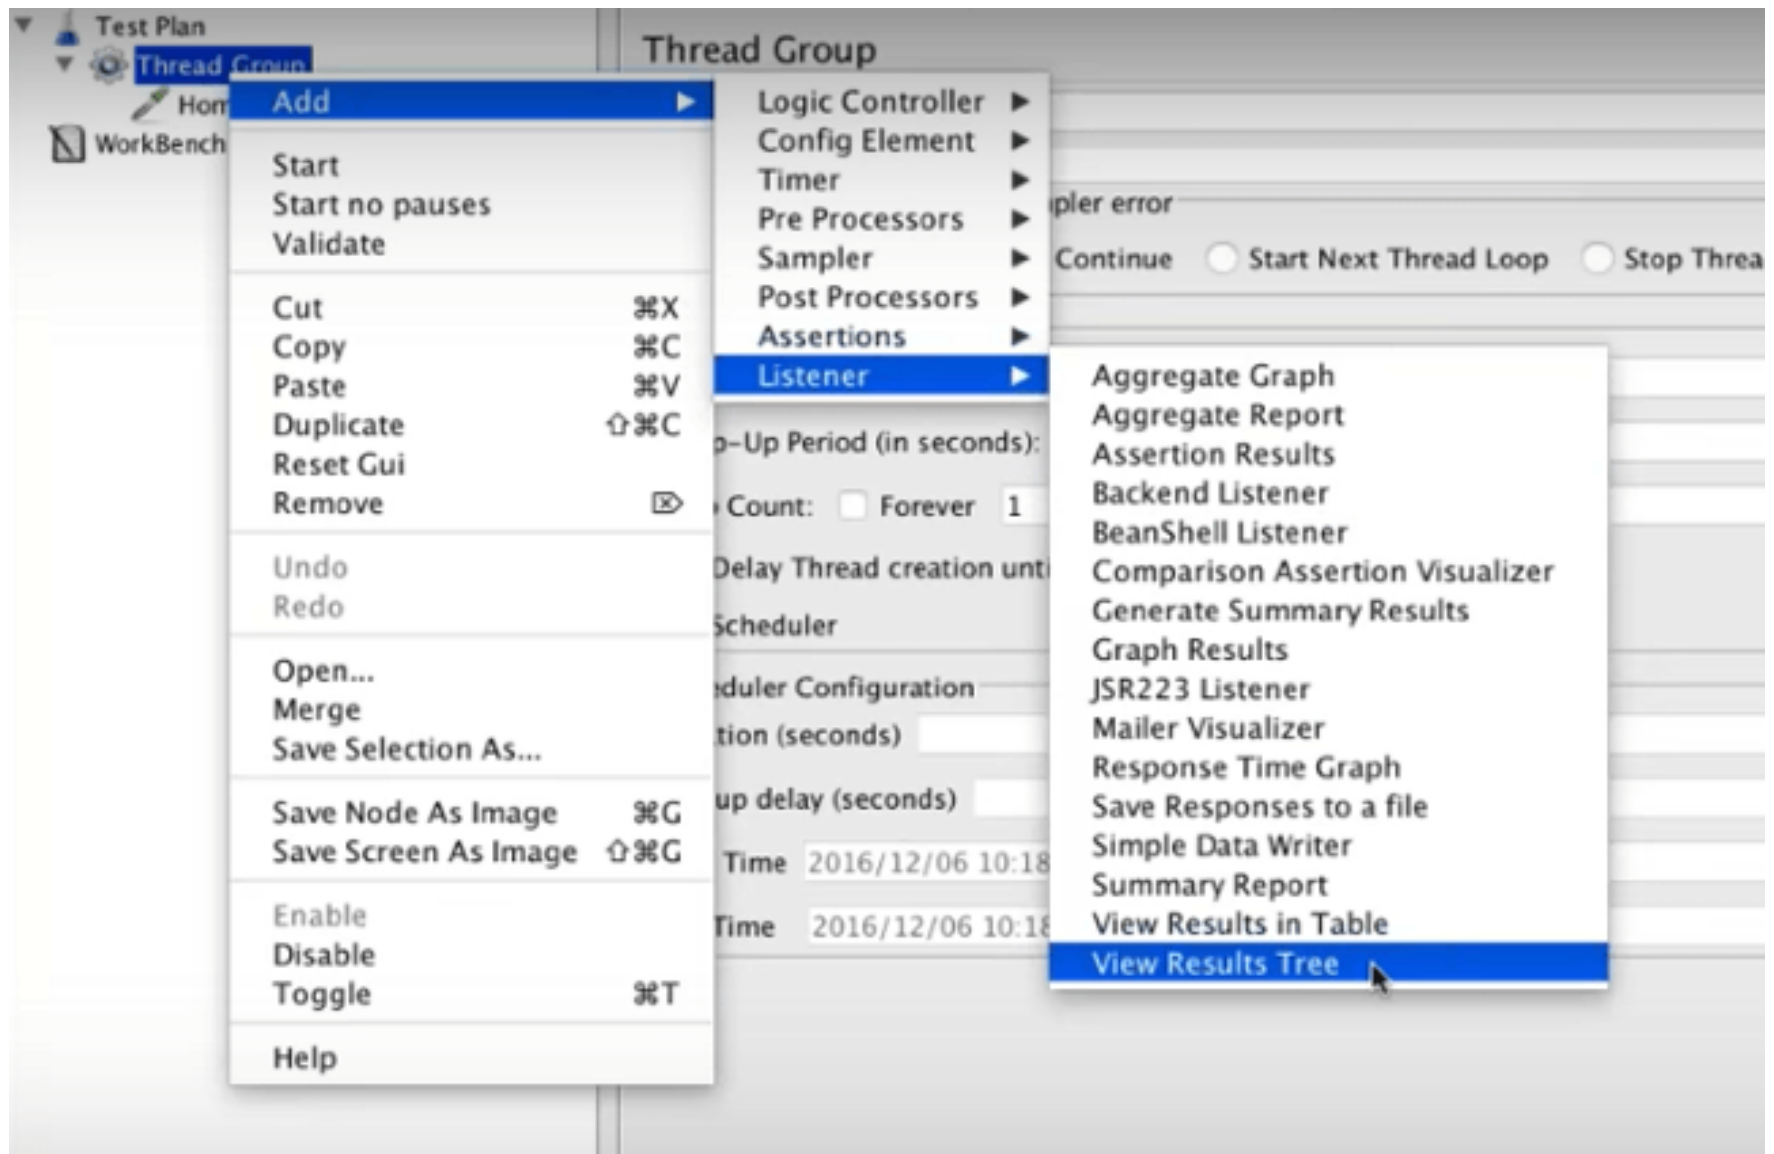 Test Plan
Thread Group
Hom
WorkBench
Add
Start
Start no pauses
Validate
Cut ⌘X
Copy ⌘C
Paste ⌘V
Duplicate ⇧⌘C
Reset Gui
Remove ⌦
Undo
Redo
Open...
Merge
Save Selection As...
Save Node As Image ⌘G
Save Screen As Image ⇧⌘G
Enable
Disable
Toggle ⌘T
Help
Logic Controller
Config Element
Timer
Pre Processors
Sampler
Post Processors
Assertions
Listener
Aggregate Graph
Aggregate Report
Assertion Results
Backend Listener
BeanShell Listener
Comparison Assertion Visualizer
Generate Summary Results
Graph Results
JSR223 Listener
Mailer Visualizer
Response Time Graph
Save Responses to a file
Simple Data Writer
Summary Report
View Results in Table
View Results Tree
Thread Group
pler error
Continue Start Next Thread Loop Stop Threa
p-Up Period (in seconds):
Count: Forever 1
Delay Thread creation unti
Scheduler
eduler Configuration
tion (seconds)
up delay (seconds)
Time 2016/12/06 10:18
Time 2016/12/06 10:18